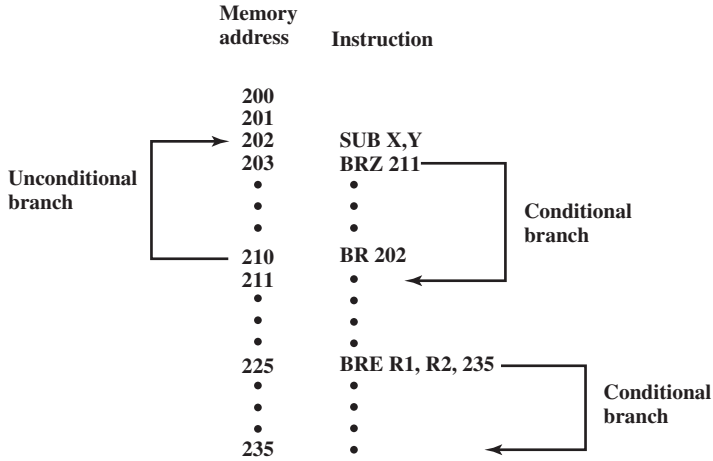 Memory address Instruction
200
201
202 SUB X,Y
203 BRZ 211
Unconditional branch
Conditional branch
210 BR 202
211
225 BRE R1, R2, 235
Conditional branch
235